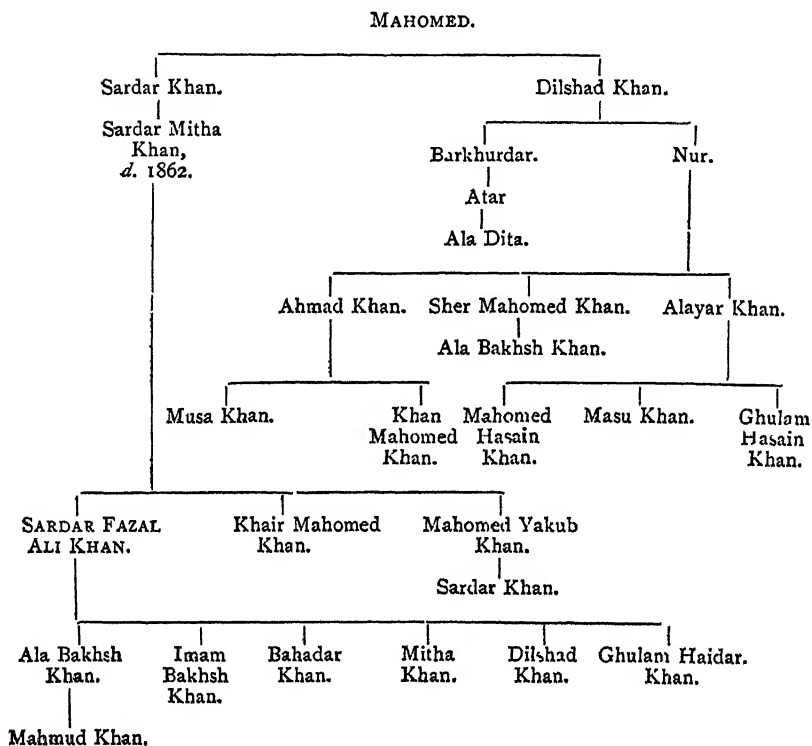 MAHOMED.
Sardar Khan. Dilshad Khan.
Sardar Mitha
Khan,
d. 1862.
Barkhurdar. Nur.
Atar
Ala Dita.
Ahmad Khan. Sher Mahomed Khan. Alayar Khan.
Ala Bakhsh Khan.
Musa Khan. Khan Mahomed Masu Khan. Ghulam
Mahomed Hasain Hasain
Khan. Khan. Khan.
SARDAR FAZAL Khair Mahomed Mahomed Yakub
ALI KHAN. Khan. Khan.
Sardar Khan.
Ala Bakhsh Imam Bahadar Mitha Dilshad Ghulam Haidar.
Khan. Bakhsh Khan. Khan. Khan. Khan.
Khan.
Mahmud Khan.